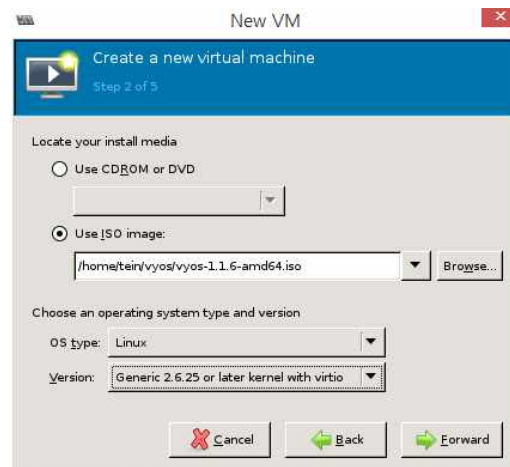 New VM
Create a new virtual machine
Step 2 of 5
Locate your install media
Use CDROM or DVD
Use ISO image:
/home/tein/vyos/vyos-1.1.6-amd64.iso
Browse...
Choose an operating system type and version
OS type: Linux
Version: Generic 2.6.25 or later kernel with virtio
Cancel Back Forward